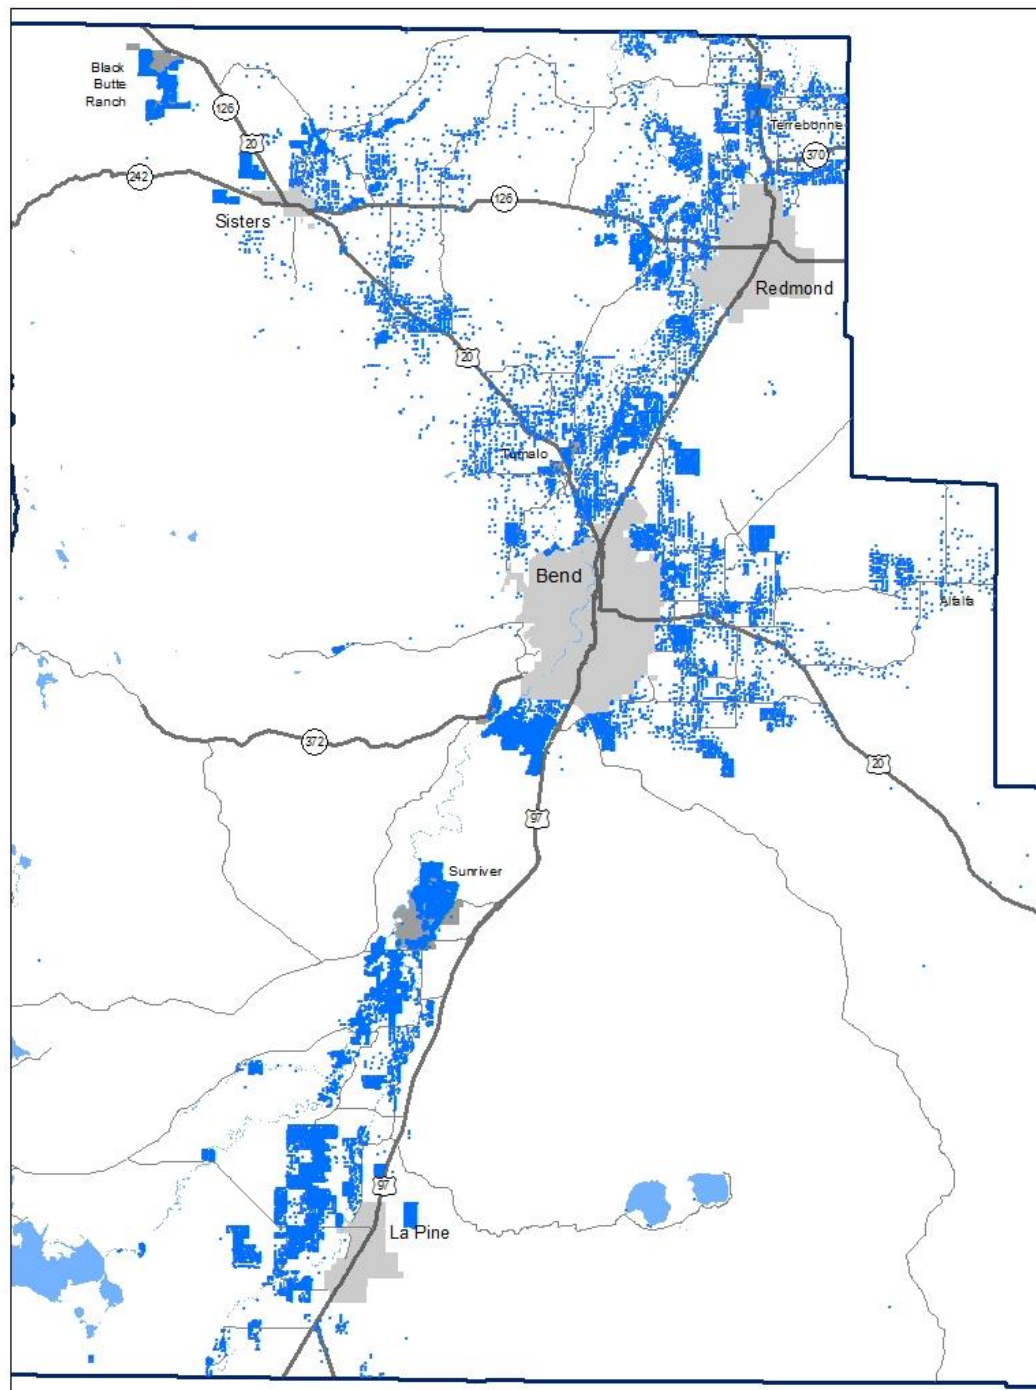 Black
Butte
Ranch
126
20
242
Sisters
126
Terrebonne
370
Redmond
20
Tumalo
Bend
Alfalfa
372
20
97
Sunriver
97
La Pine